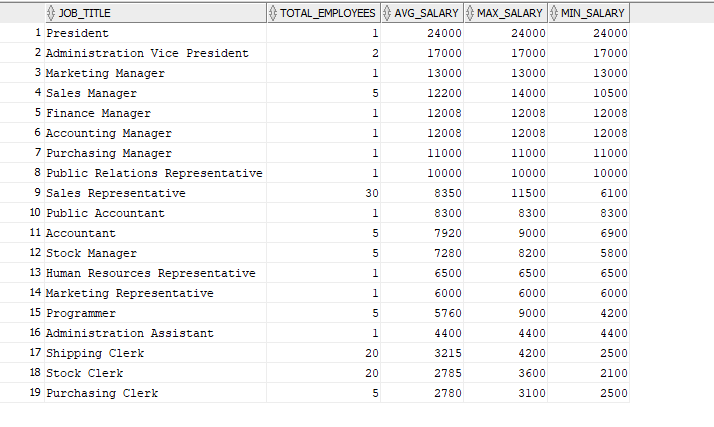 JOB_TITLE TOTAL_EMPLOYEES AVG_SALARY MAX_SALARY MIN_SALARY
1 President 1 24000 24000 24000
2 Administration Vice President 2 17000 17000 17000
3 Marketing Manager 1 13000 13000 13000
4 Sales Manager 5 12200 14000 10500
5 Finance Manager 1 12008 12008 12008
6 Accounting Manager 1 12008 12008 12008
7 Purchasing Manager 1 11000 11000 11000
8 Public Relations Representative 1 10000 10000 10000
9 Sales Representative 30 8350 11500 6100
10 Public Accountant 1 8300 8300 8300
11 Accountant 5 7920 9000 6900
12 Stock Manager 5 7280 8200 5800
13 Human Resources Representative 1 6500 6500 6500
14 Marketing Representative 1 6000 6000 6000
15 Programmer 5 5760 9000 4200
16 Administration Assistant 1 4400 4400 4400
17 Shipping Clerk 20 3215 4200 2500
18 Stock Clerk 20 2785 3600 2100
19 Purchasing Clerk 5 2780 3100 2500